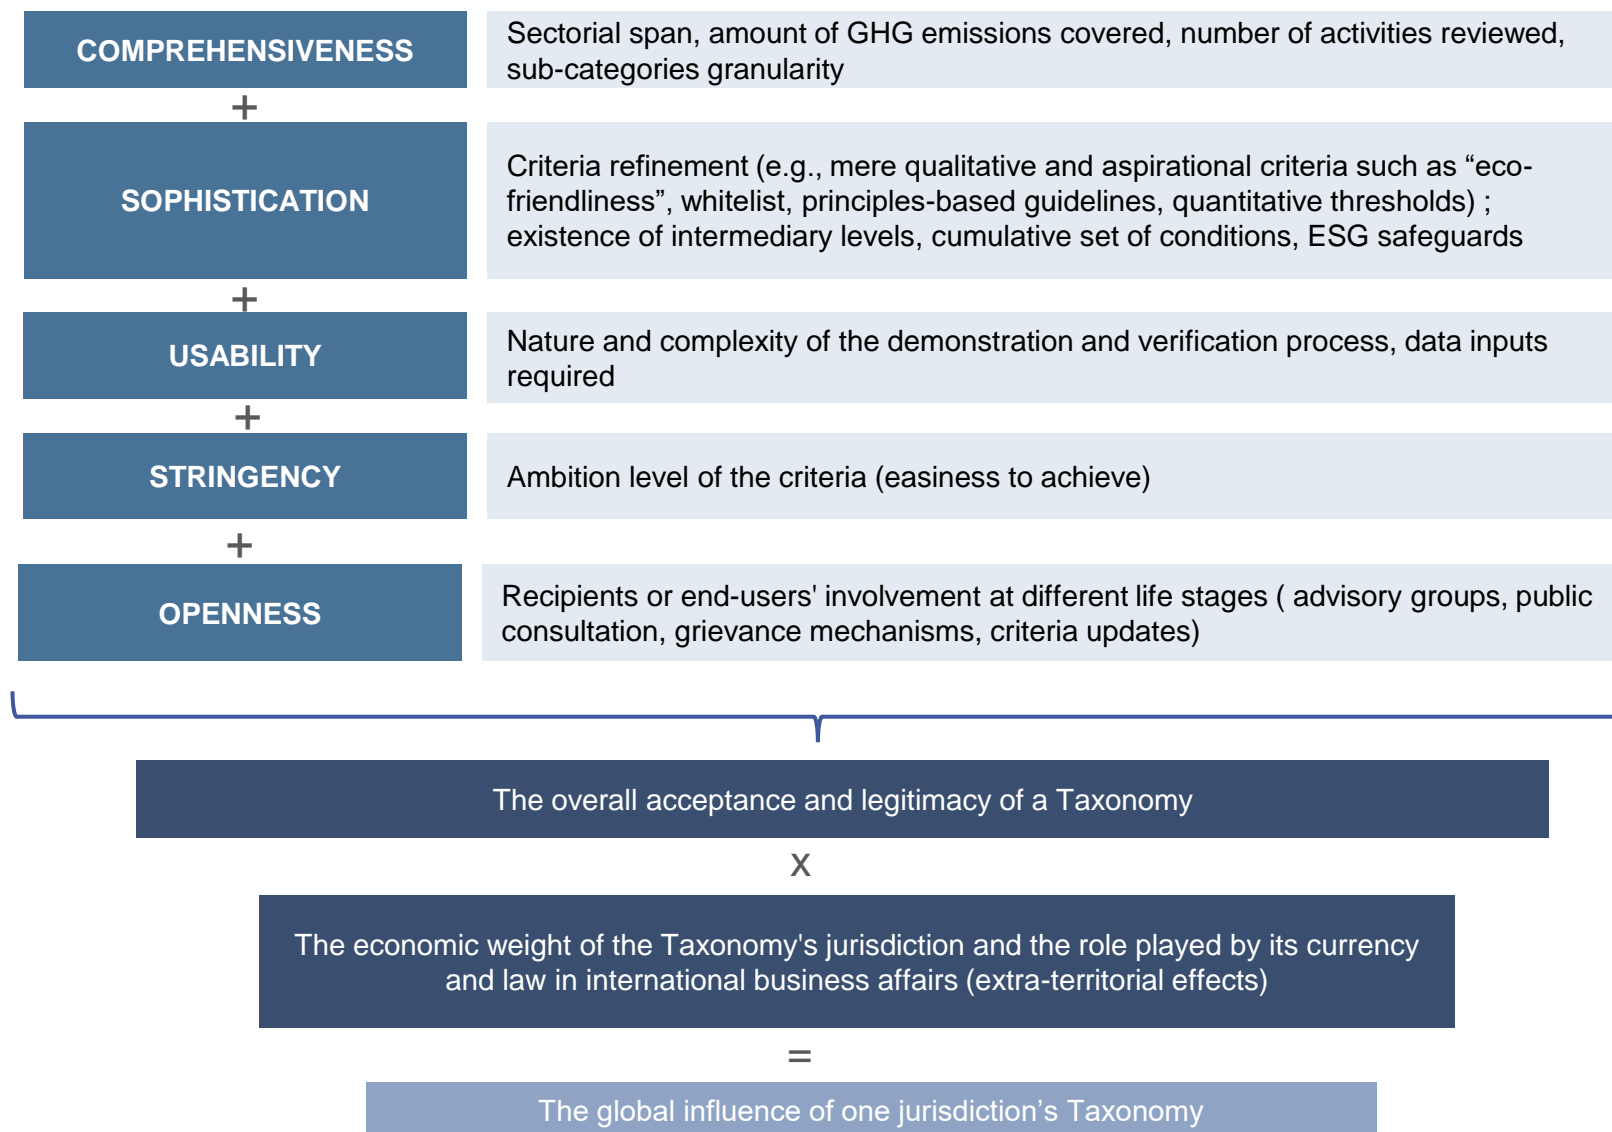 COMPREHENSIVENESS
Sectorial span, amount of GHG emissions covered, number of activities reviewed,
sub-categories granularity
+
SOPHISTICATION
Criteria refinement (e.g., mere qualitative and aspirational criteria such as “eco-
friendliness”, whitelist, principles-based guidelines, quantitative thresholds) ;
existence of intermediary levels, cumulative set of conditions, ESG safeguards
+
USABILITY
Nature and complexity of the demonstration and verification process, data inputs
required
+
STRINGENCY
Ambition level of the criteria (easiness to achieve)
+
OPENNESS
Recipients or end-users' involvement at different life stages ( advisory groups, public
consultation, grievance mechanisms, criteria updates)
The overall acceptance and legitimacy of a Taxonomy
x
The economic weight of the Taxonomy's jurisdiction and the role played by its currency
and law in international business affairs (extra-territorial effects)
=
The global influence of one jurisdiction’s Taxonomy